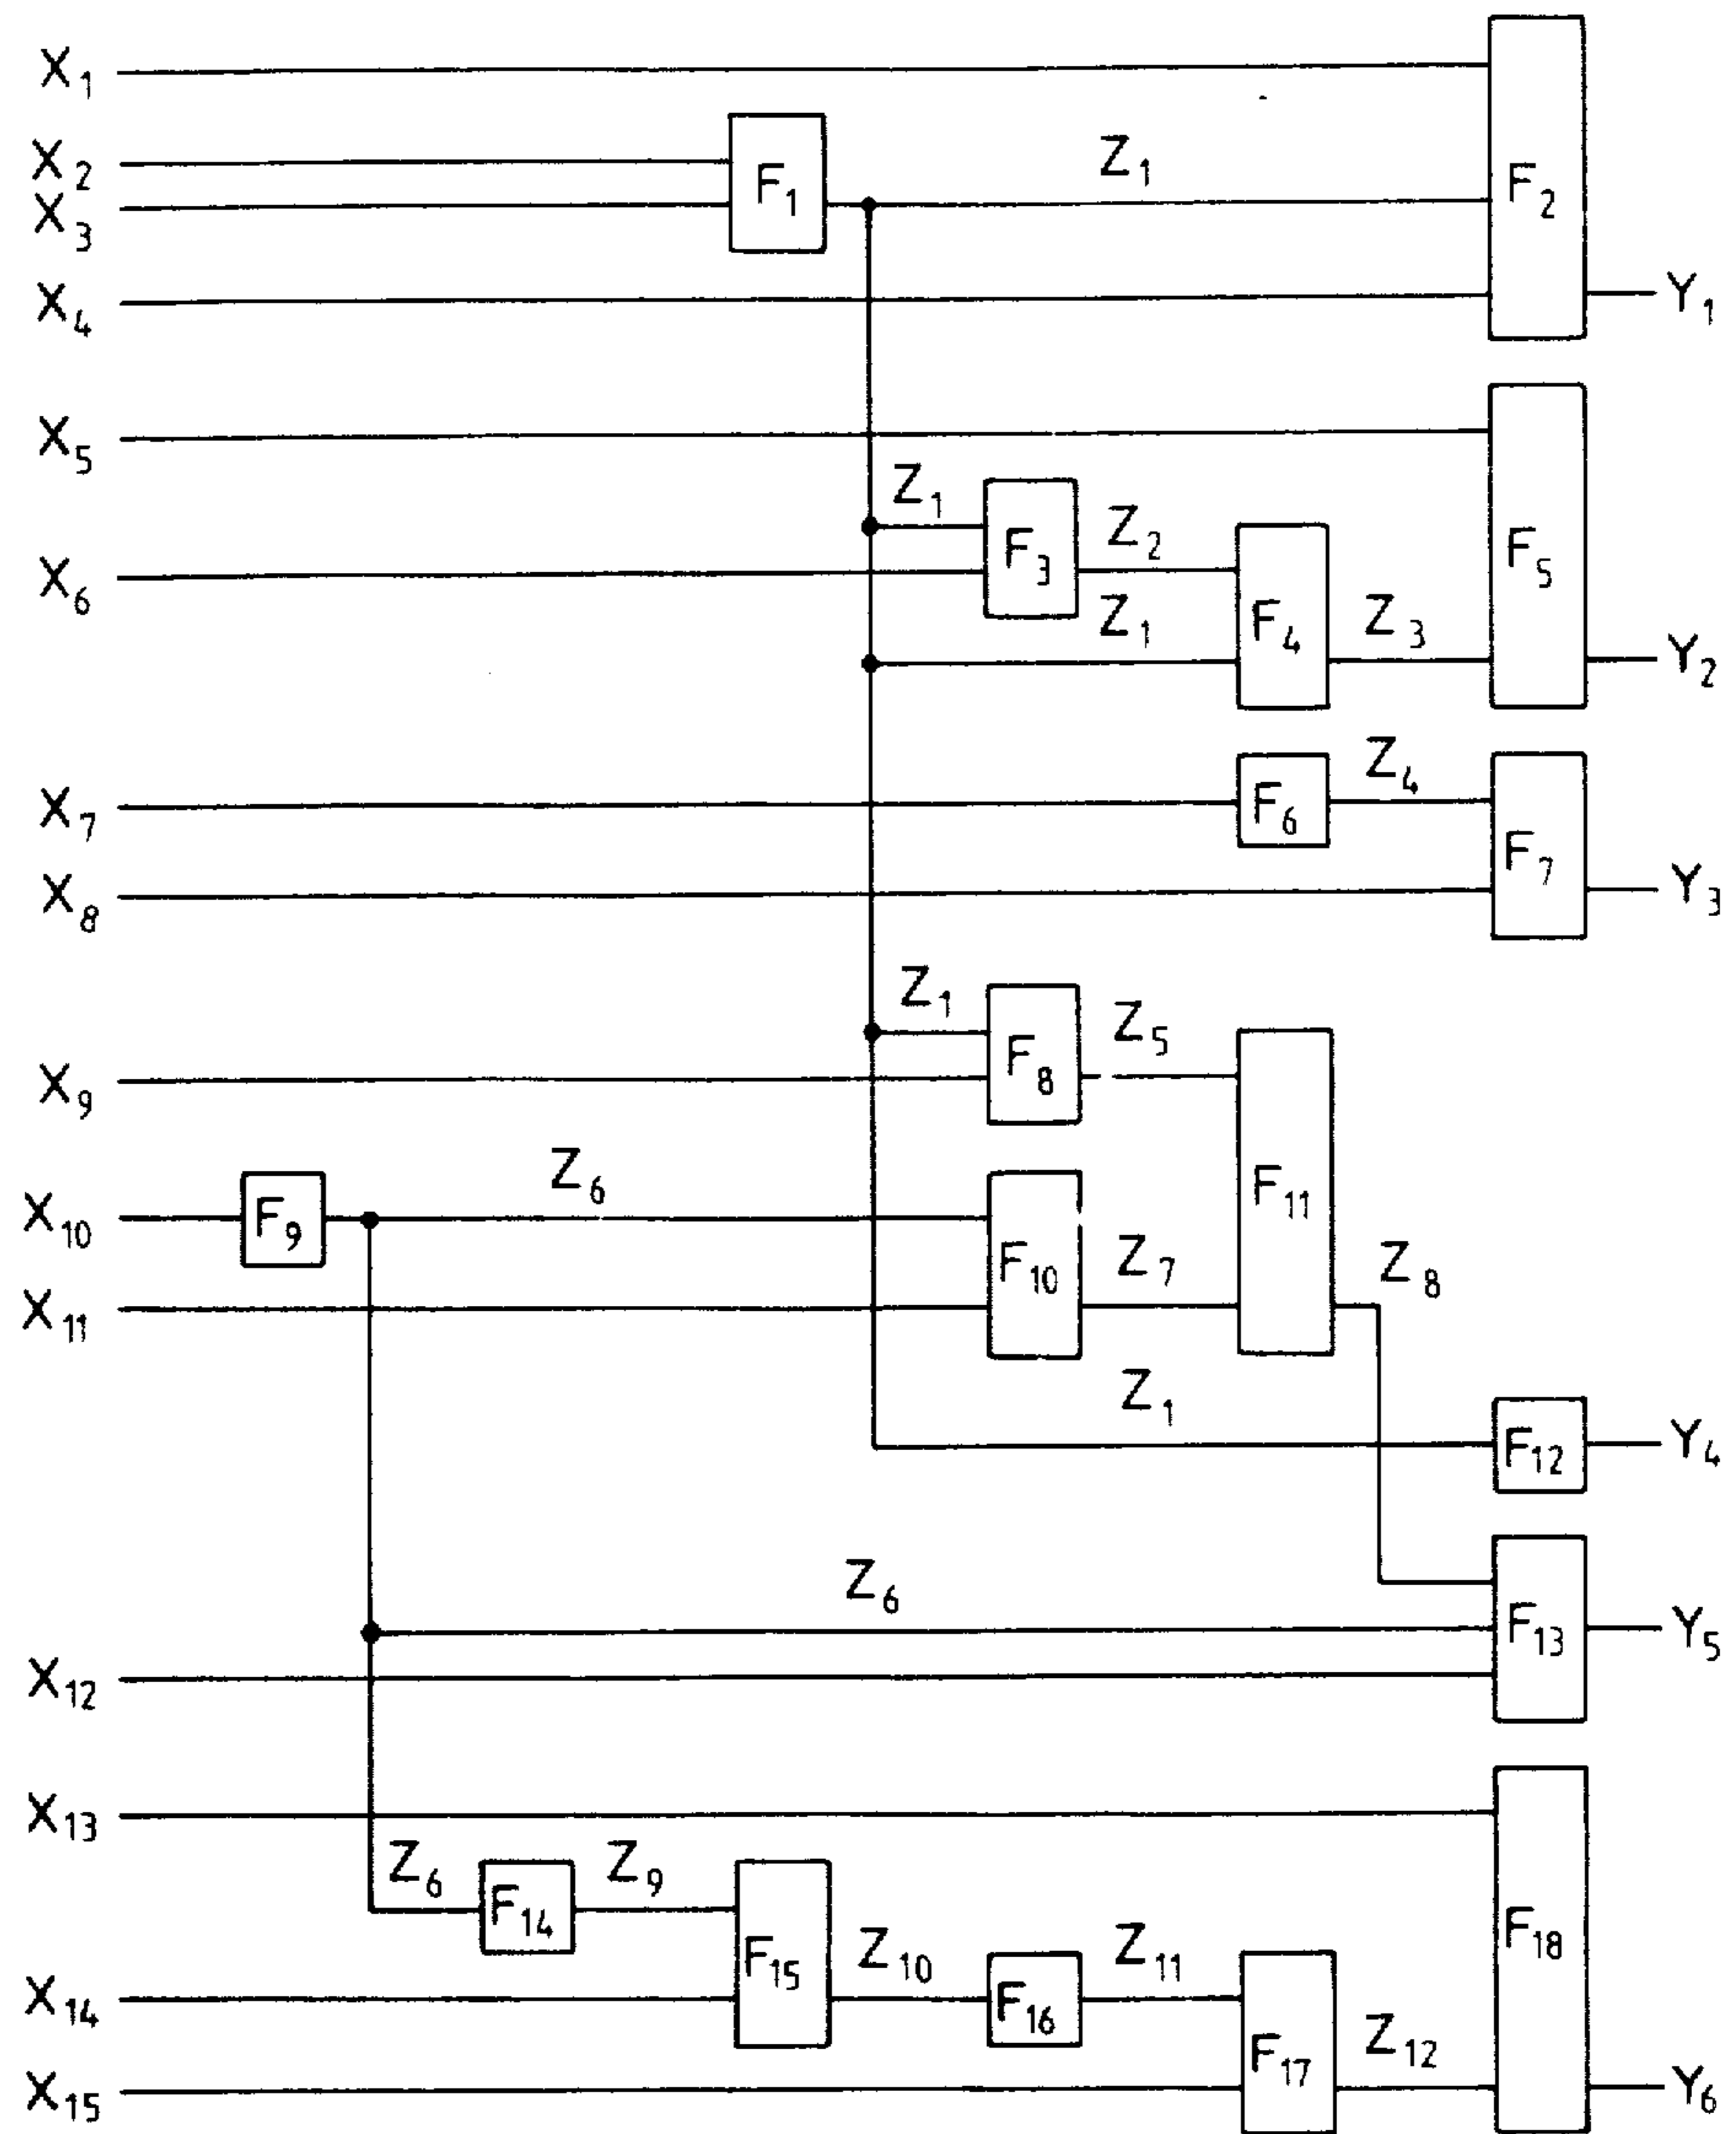 X₁
X₂ F₁ Z₁ F₂
X₃
X₄ Y₁
X₅
Z₁ F₃ Z₂ F₅
X₆
Z₁ F₄ Z₃ Y₂
X₇ F₆ Z₄
F₇
X₈ Y₃
Z₁ Z₅
X₉ F₈
Z₆ F₁₁
X₁₀ F₉
F₁₀ Z₇ Z₈
X₁₁
Z₁
F₁₂ Y₄
Z₆ F₁₃ Y₅
X₁₂
X₁₃
Z₆ F₁₄ Z₉
F₁₅ Z₁₀ Z₁₁ F₁₈
X₁₄ F₁₆
F₁₇ Z₁₂
X₁₅ Y₆